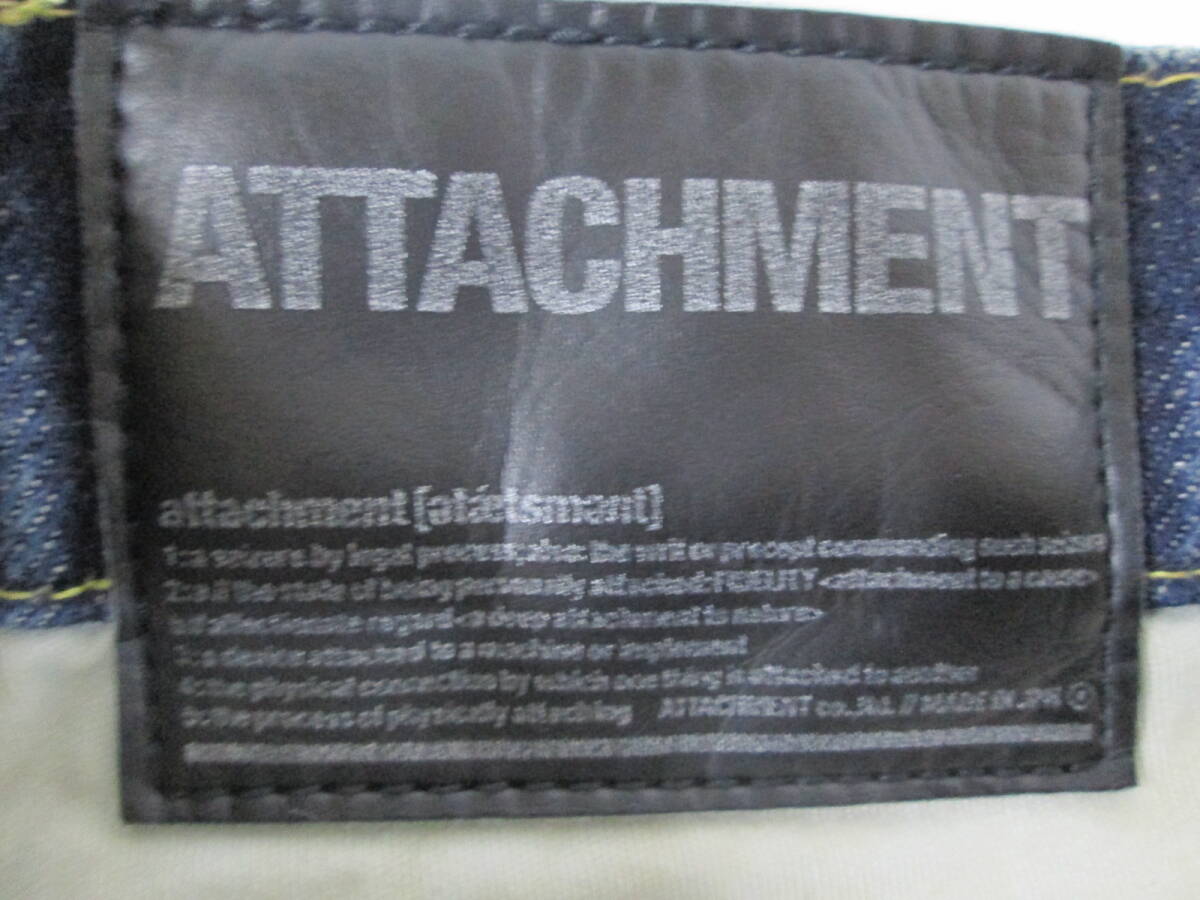 ATTACHMENT
attachment [ətǽtʃmənt]
1:a seizure by legal process;also: the writ or precept commanding such seizure
2:a:the state of being personally attached:FIDELITY <attachment to a cause>
b:affectionate regard <a deep attachment to nature>
3:a device attached to a machine or implement
4:the physical connection by which one thing is attached to another
5:the process of physically attaching ATTACHMENT co.,ltd. // MADE IN JPN